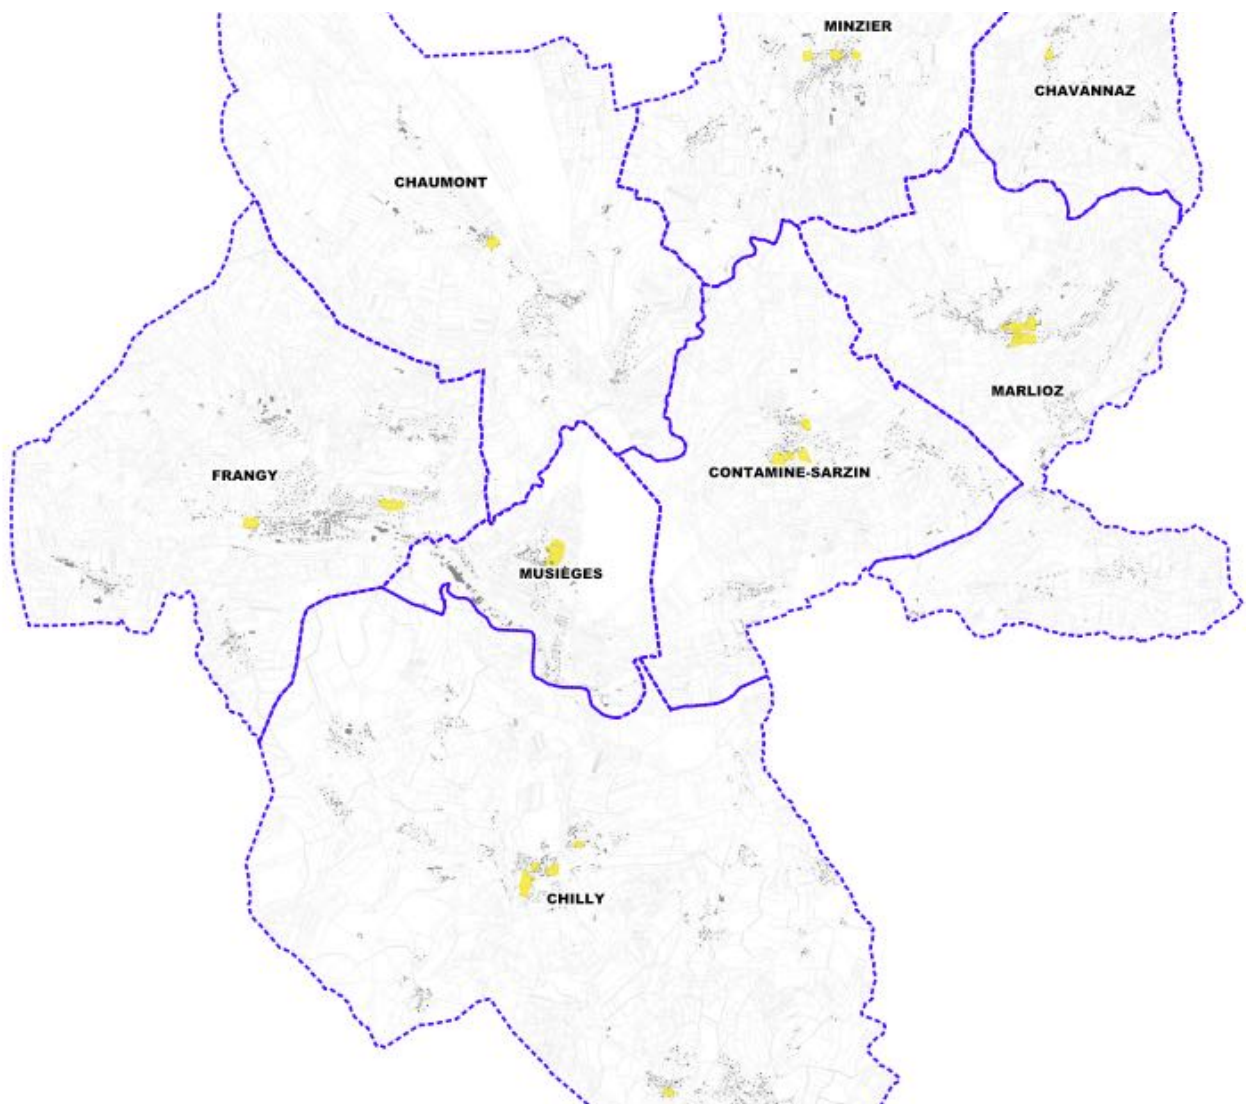 MINZIER
CHAVANNAZ
CHAUMONT
MARLIOZ
CONTAMINE-SARZIN
FRANGY
MUSIÈGES
CHILLY